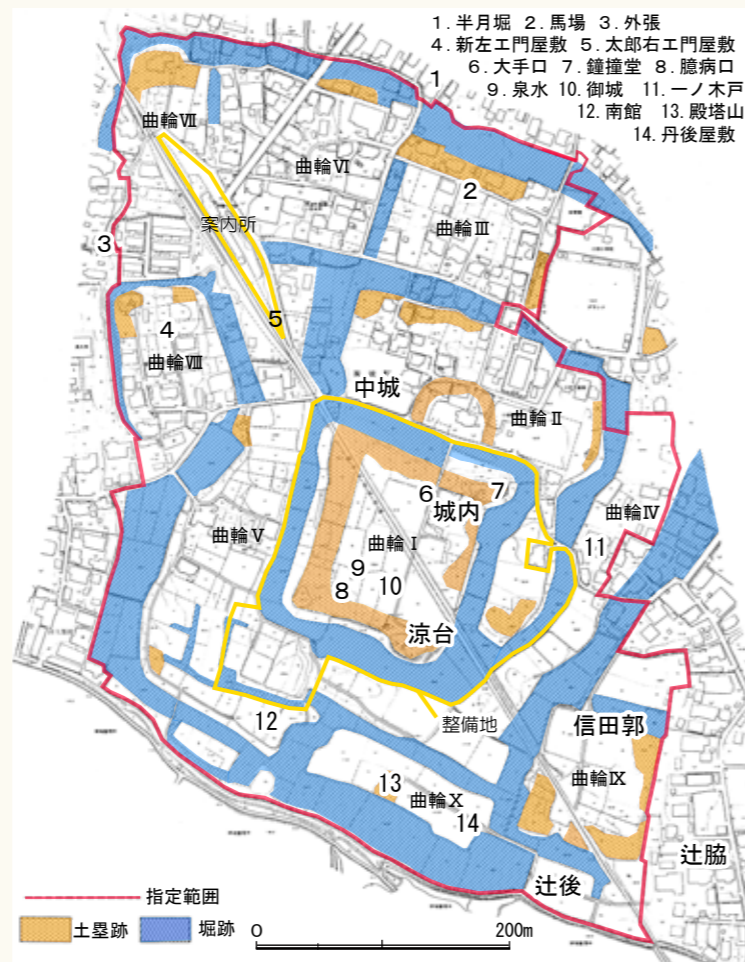 1. 半月堀 2. 馬場 3. 外張
4. 新左エ門屋敷 5. 太郎右エ門屋敷
6. 大手口 7. 鐘撞堂 8. 臆病口
9. 泉水 10. 御城 11. 一ノ木戸
12. 南館 13. 殿塔山
14. 丹後屋敷
1
曲輪Ⅶ
曲輪Ⅵ
2
曲輪Ⅲ
案内所
3
5
4
曲輪Ⅷ
中城
曲輪Ⅱ
6
7
城内
曲輪Ⅳ
曲輪Ⅴ
曲輪Ⅰ
11
9
8
10
涼台
12
整備地
信田郭
曲輪Ⅸ
13
曲輪Ⅹ
14
辻脇
辻後
指定範囲
土塁跡
堀跡
0
200m